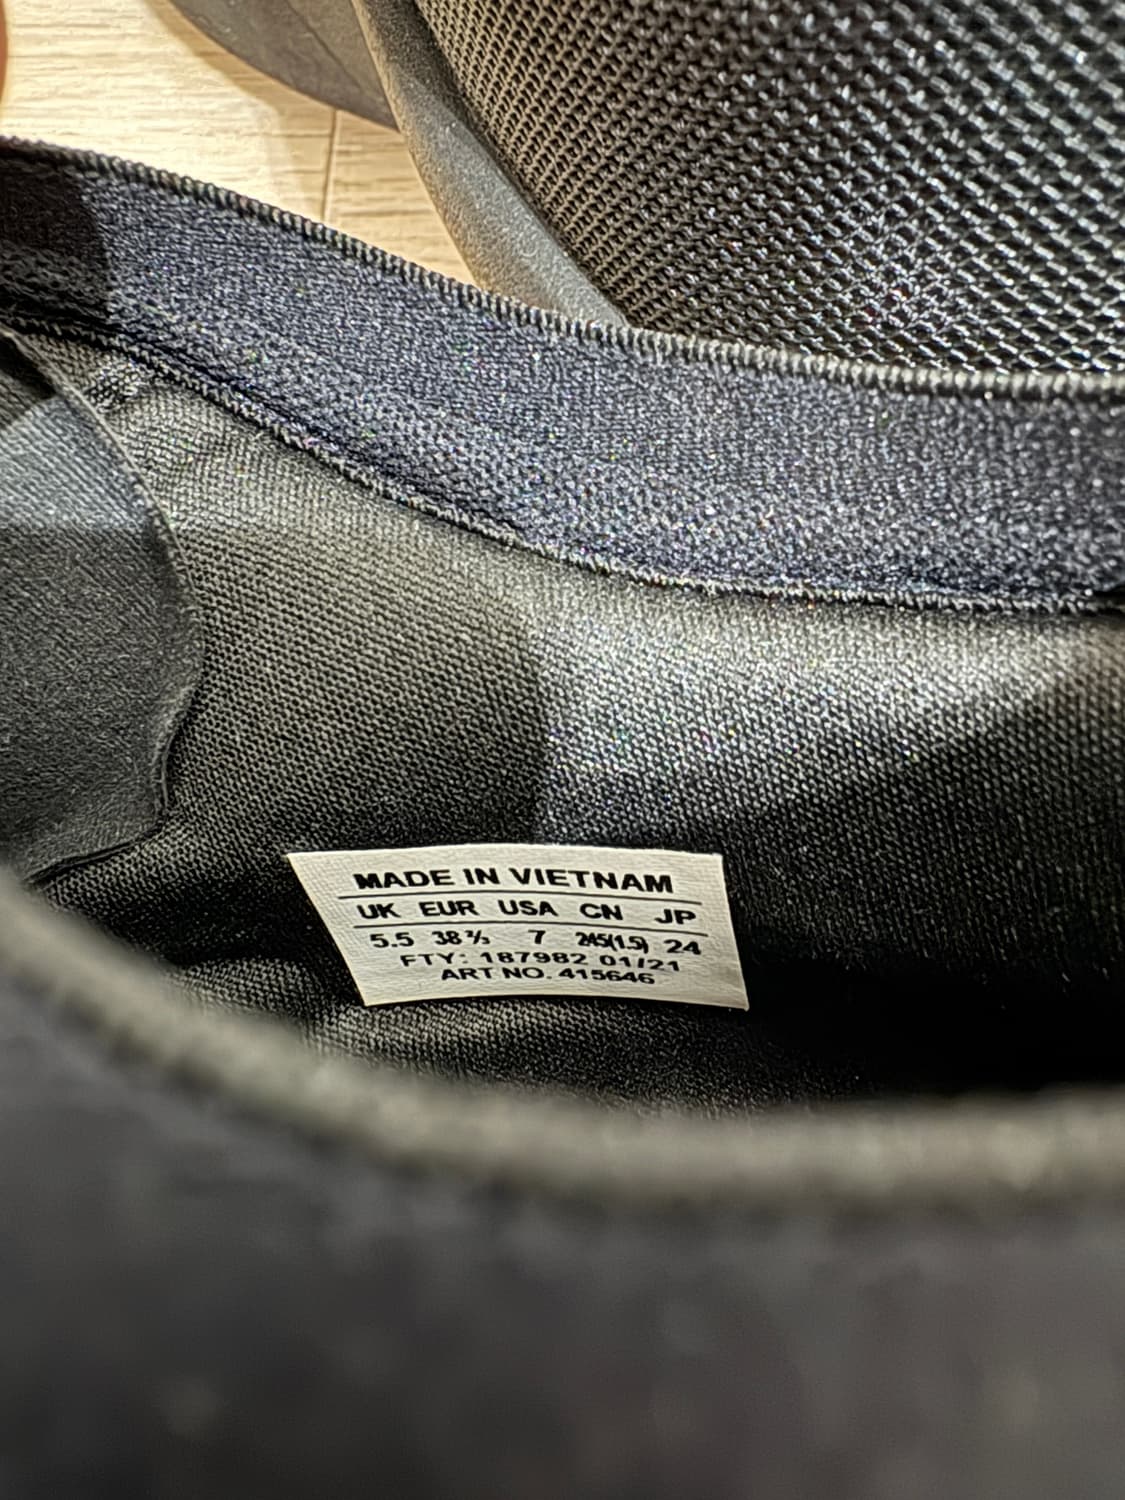 MADE IN VIETNAM
UK EUR USA CN JP
5.5 38⅔ 7 245(1.5) 24
FTY: 187982 01/21
ART NO. 415646